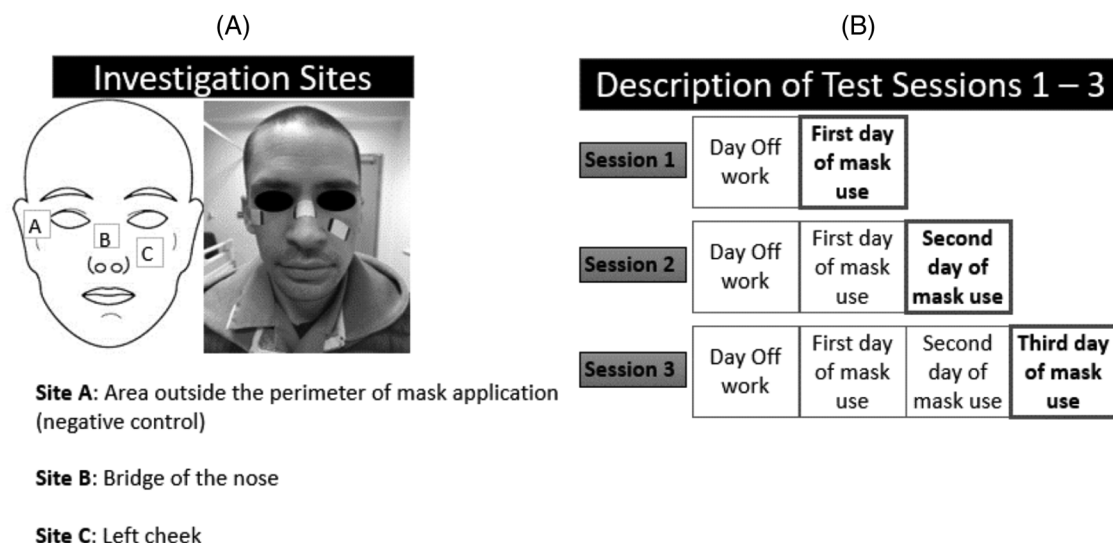 (A)
Investigation Sites
A
B
C
Site A: Area outside the perimeter of mask application
(negative control)
Site B: Bridge of the nose
Site C: Left cheek
(B)
Description of Test Sessions 1 – 3
Session 1
Day Off
work
First day
of mask
use
Session 2
Day Off
work
First day
of mask
use
Second
day of
mask use
Session 3
Day Off
work
First day
of mask
use
Second
day of
mask use
Third day
of mask
use